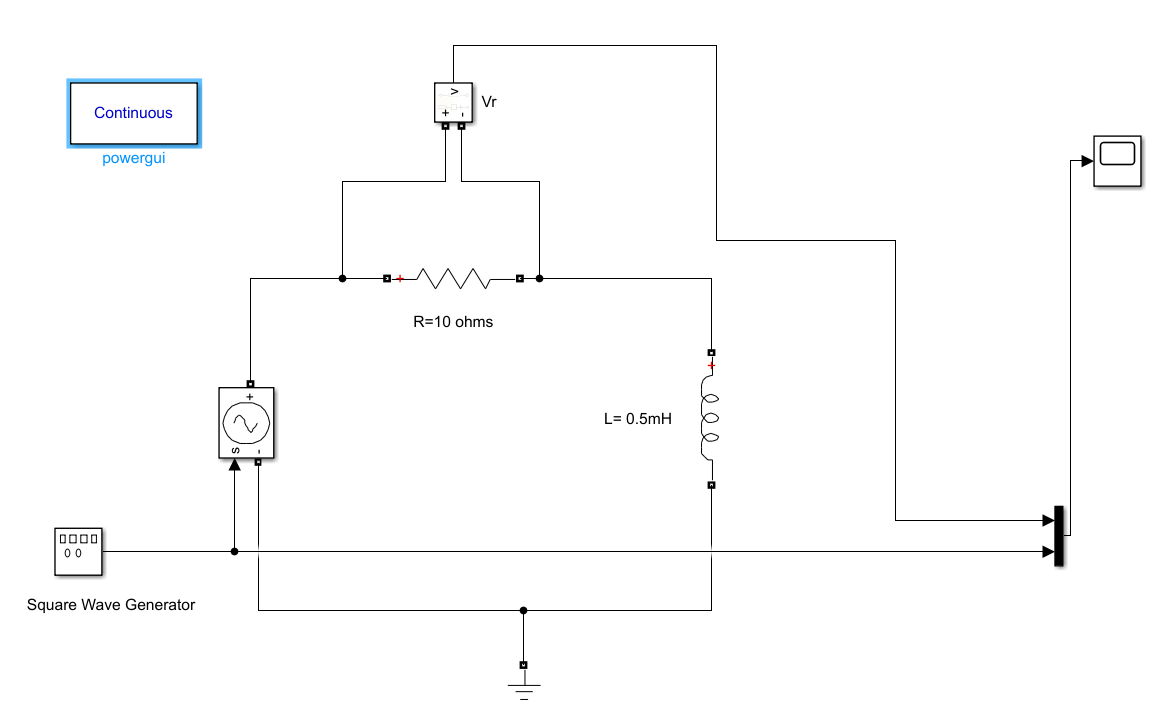 v
+ -
Vr
Continuous
powergui
+
R=10 ohms
+
+
L= 0.5mH
s -
Square Wave Generator